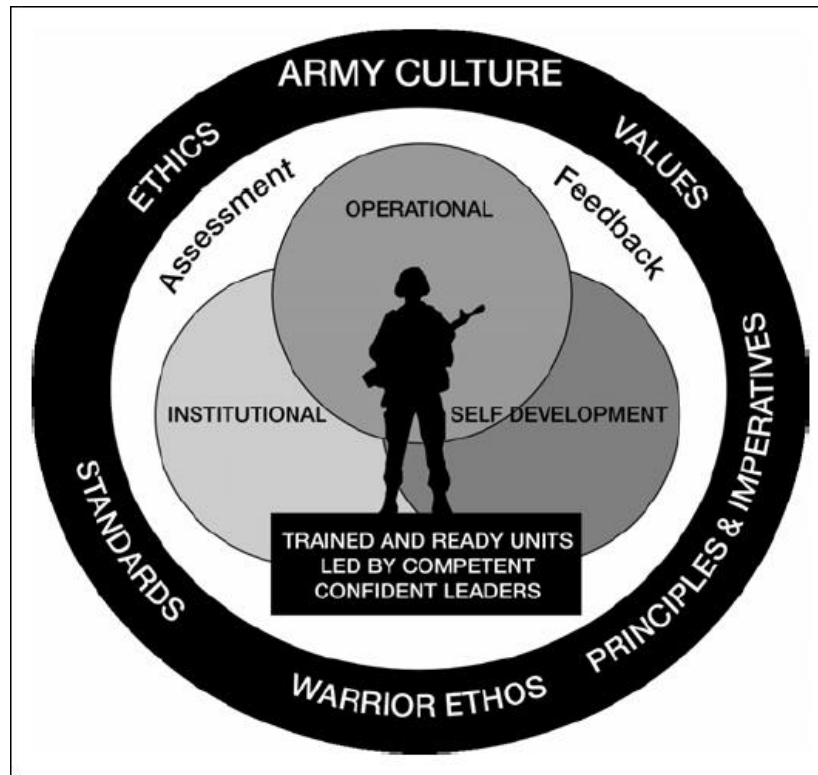 ARMY CULTURE
ETHICS
VALUES
Assessment
Feedback
OPERATIONAL
INSTITUTIONAL
SELF DEVELOPMENT
TRAINED AND READY UNITS
LED BY COMPETENT
CONFIDENT LEADERS
STANDARDS
PRINCIPLES & IMPERATIVES
WARRIOR ETHOS